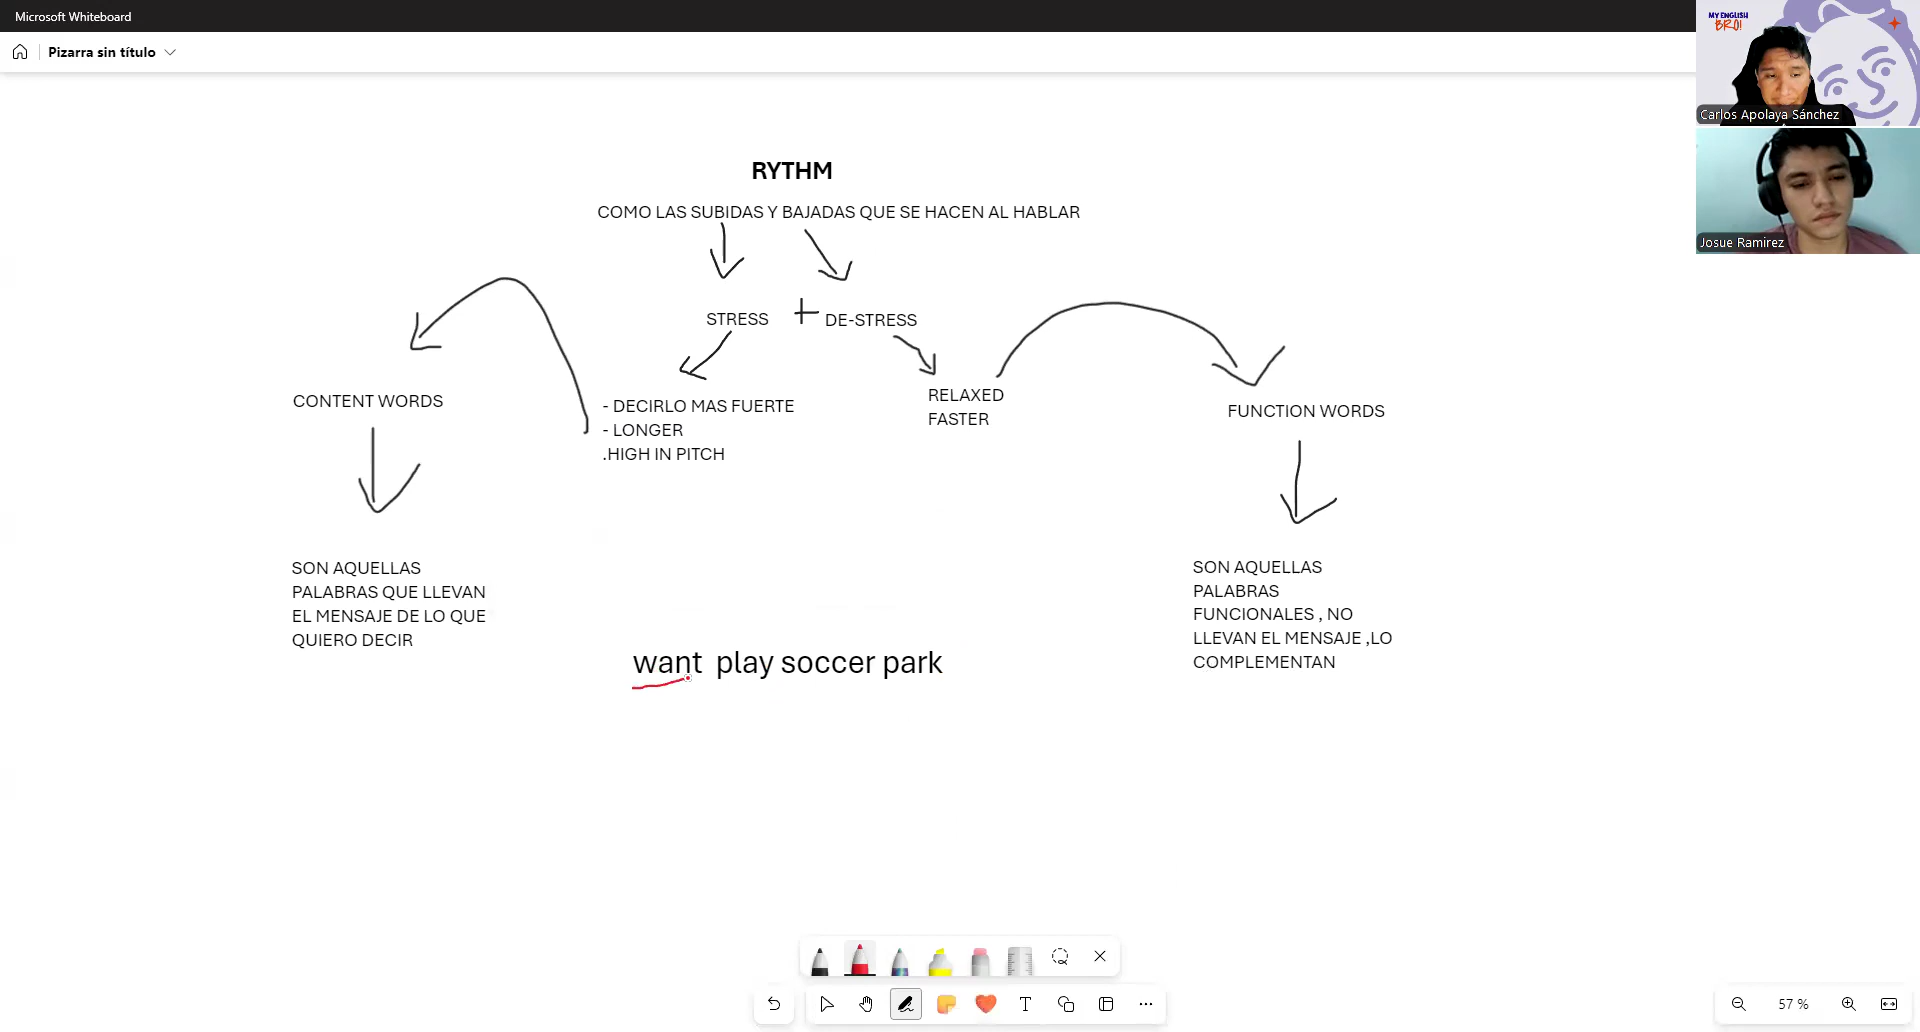 Microsoft Whiteboard
Pizarra sin título
MY ENGLISH
BRO!
Carlos Apolaya Sánchez
Josue Ramirez
RYTHM
COMO LAS SUBIDAS Y BAJADAS QUE SE HACEN AL HABLAR
STRESS + DE-STRESS
CONTENT WORDS
- DECIRLO MAS FUERTE
- LONGER
.HIGH IN PITCH
RELAXED
FASTER
FUNCTION WORDS
SON AQUELLAS
PALABRAS QUE LLEVAN
EL MENSAJE DE LO QUE
QUIERO DECIR
want play soccer park
SON AQUELLAS
PALABRAS
FUNCIONALES , NO
LLEVAN EL MENSAJE ,LO
COMPLEMENTAN
57 %